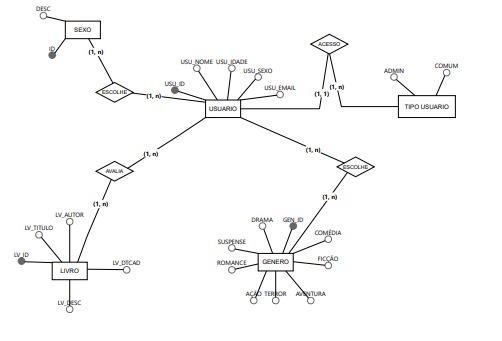 DESC
SEXO
ID
(1, n)
ACESSO
USU_NOME
USU_IDADE
USU_SEXO
USU_ID
USU_EMAIL
ESCOLHE
(1, n)
USUARIO
(1, 1)
(1, n)
ADMIN
COMUM
TIPO USUARIO
(1, n)
(1, n)
AVALIA
ESCOLHE
(1, n)
(1, n)
LV_AUTOR
LV_TITULO
LV_ID
LIVRO
LV_DTCAD
LV_DESC
DRAMA
GEN_ID
SUSPENSE
COMÉDIA
ROMANCE
GENERO
FICÇÃO
AÇÃO
TERROR
AVENTURA